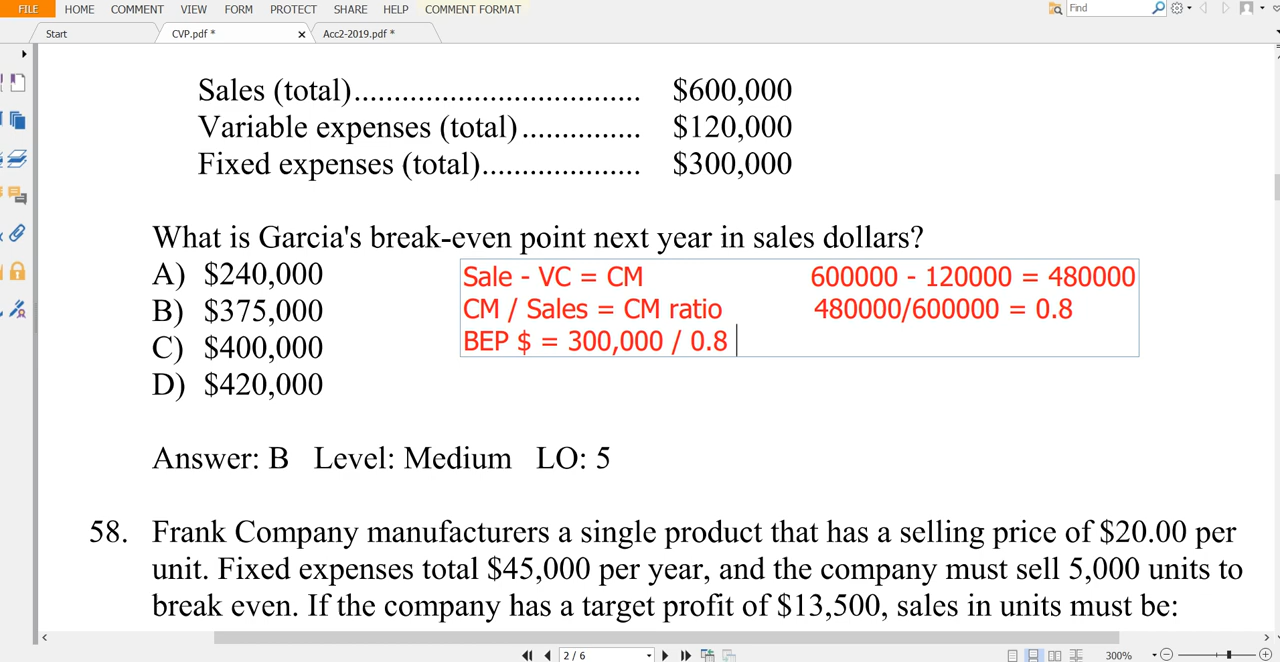 FILE HOME COMMENT VIEW FORM PROTECT SHARE HELP COMMENT FORMAT Find
Start CVP.pdf * x Acc2-2019.pdf *
Sales (total).................................... $600,000
Variable expenses (total)............... $120,000
Fixed expenses (total).................... $300,000
What is Garcia's break-even point next year in sales dollars?
A) $240,000
B) $375,000
C) $400,000
D) $420,000
Sale - VC = CM 600000 - 120000 = 480000
CM / Sales = CM ratio 480000/600000 = 0.8
BEP $ = 300,000 / 0.8
Answer: B Level: Medium LO: 5
58. Frank Company manufacturers a single product that has a selling price of $20.00 per
unit. Fixed expenses total $45,000 per year, and the company must sell 5,000 units to
break even. If the company has a target profit of $13,500, sales in units must be:
2 / 6 300%